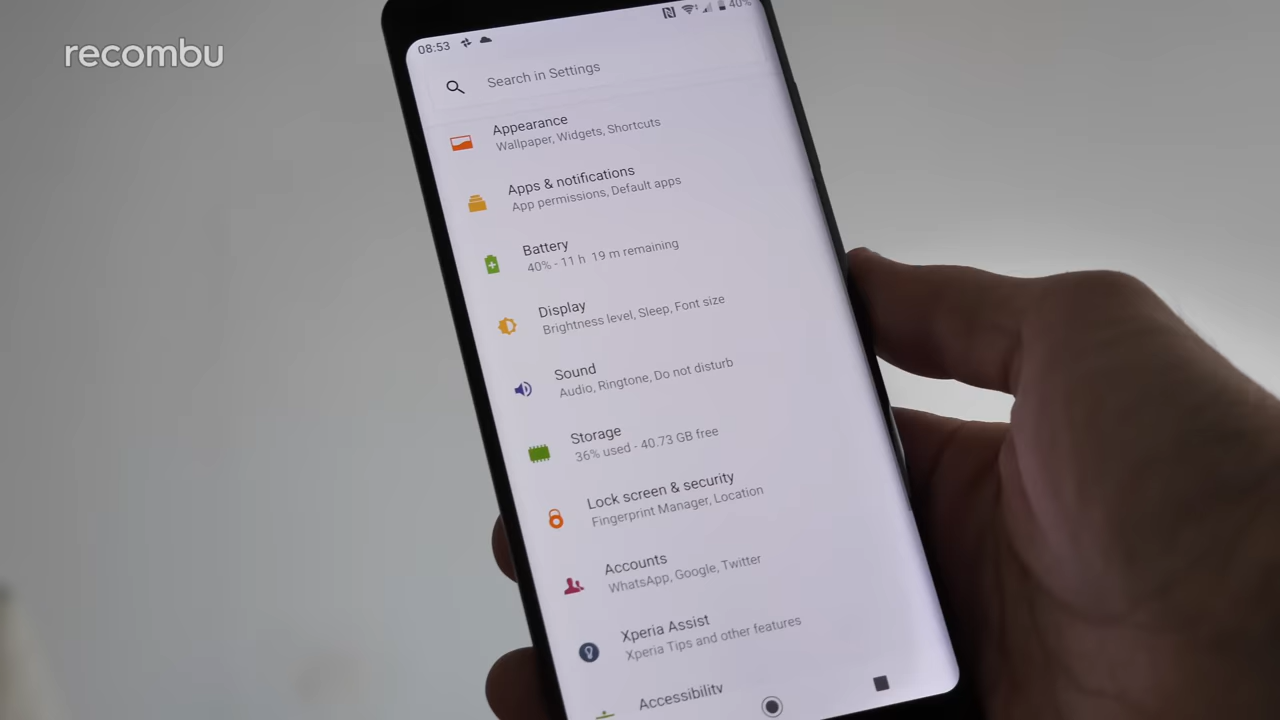 recombu
08:53
40%
Search in Settings
Appearance
Wallpaper, Widgets, Shortcuts
Apps & notifications
App permissions, Default apps
Battery
40% - 11 h 19 m remaining
Display
Brightness level, Sleep, Font size
Sound
Audio, Ringtone, Do not disturb
Storage
36% used - 40.73 GB free
Lock screen & security
Fingerprint Manager, Location
Accounts
WhatsApp, Google, Twitter
Xperia Assist
Xperia Tips and other features
Accessibility